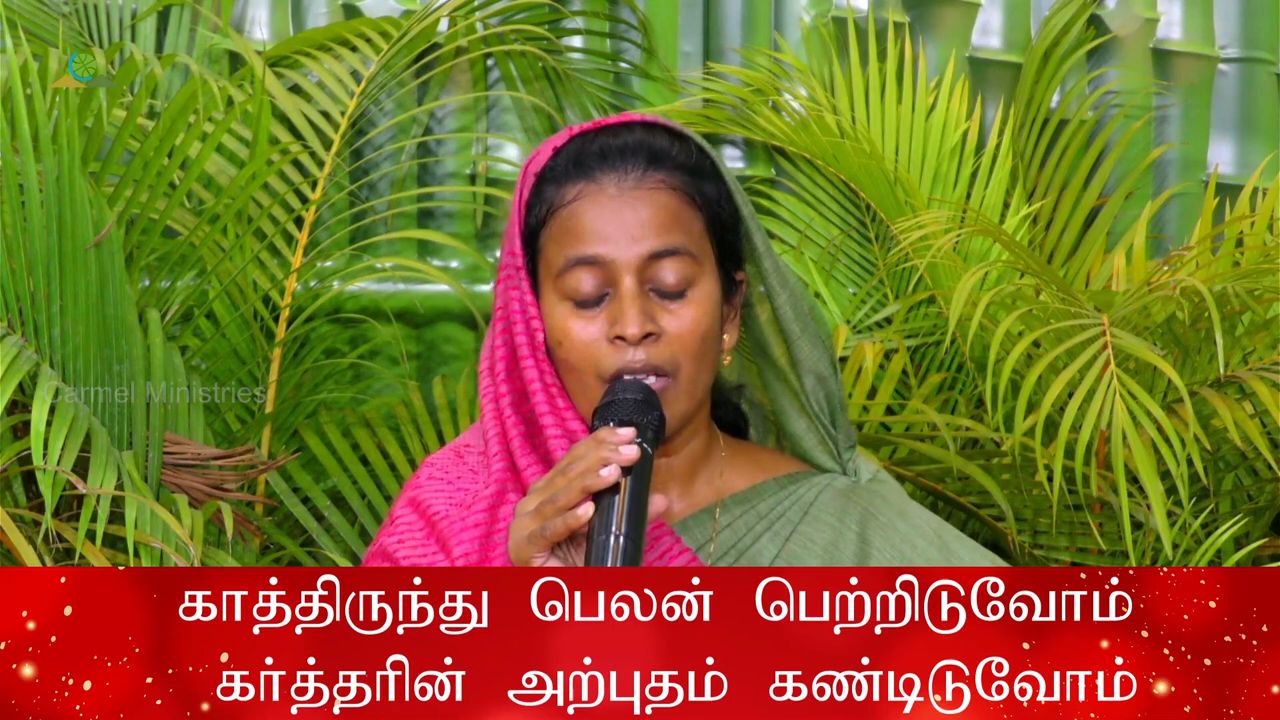 Carmel Ministries
காத்திருந்து பெலன் பெற்றிடுவோம்
கர்த்தரின் அற்புதம் கண்டிடுவோம்